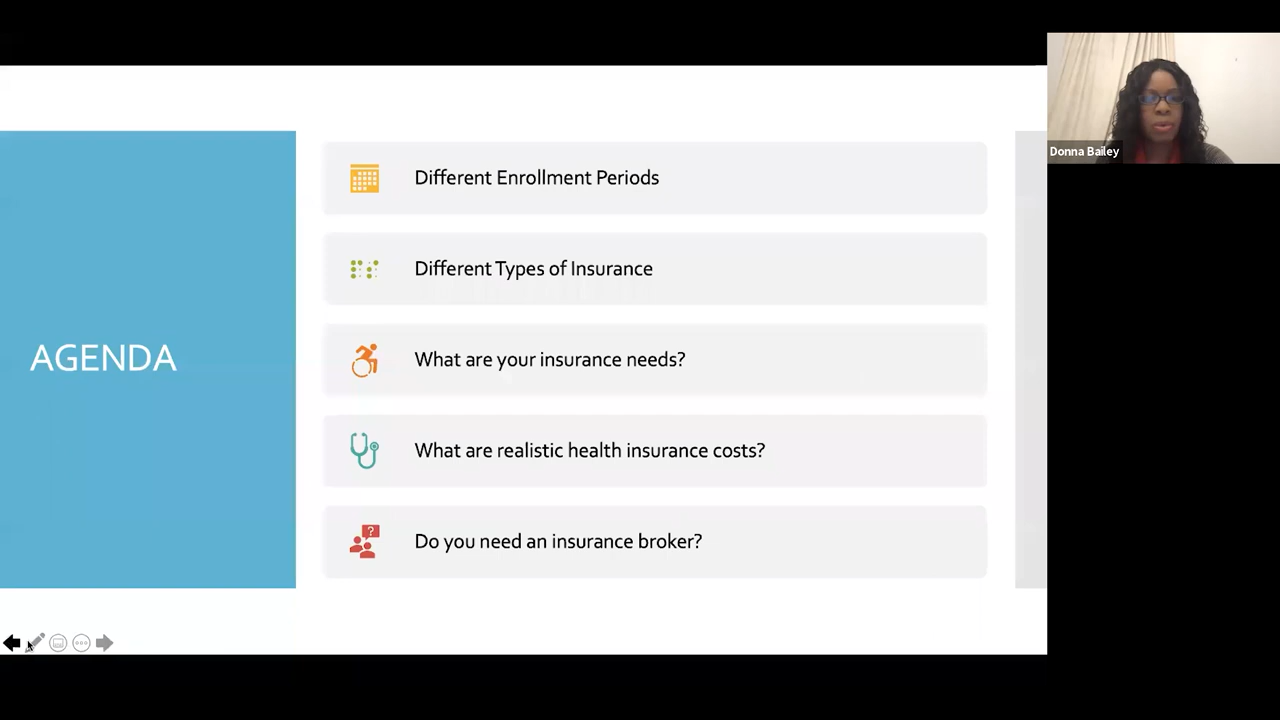 AGENDA
Different Enrollment Periods
Different Types of Insurance
What are your insurance needs?
What are realistic health insurance costs?
?
Do you need an insurance broker?
Donna Bailey